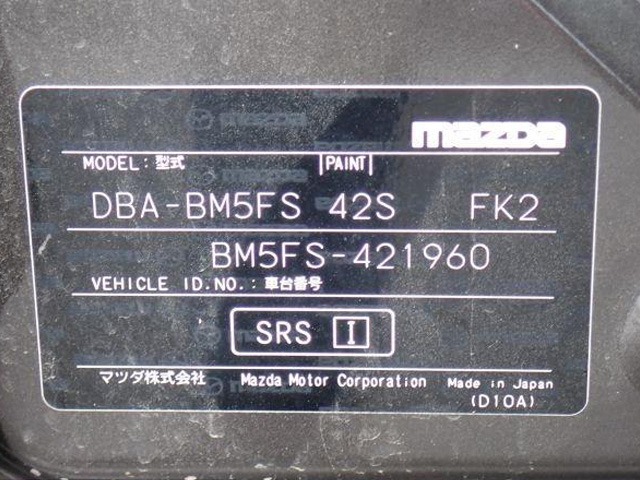 mazda
MODEL: 型式 PAINT
DBA-BM5FS 42S FK2
BM5FS-421960
VEHICLE ID.NO.: 車台番号
SRS I
マツダ株式会社 Mazda Motor Corporation Made in Japan
(D10A)